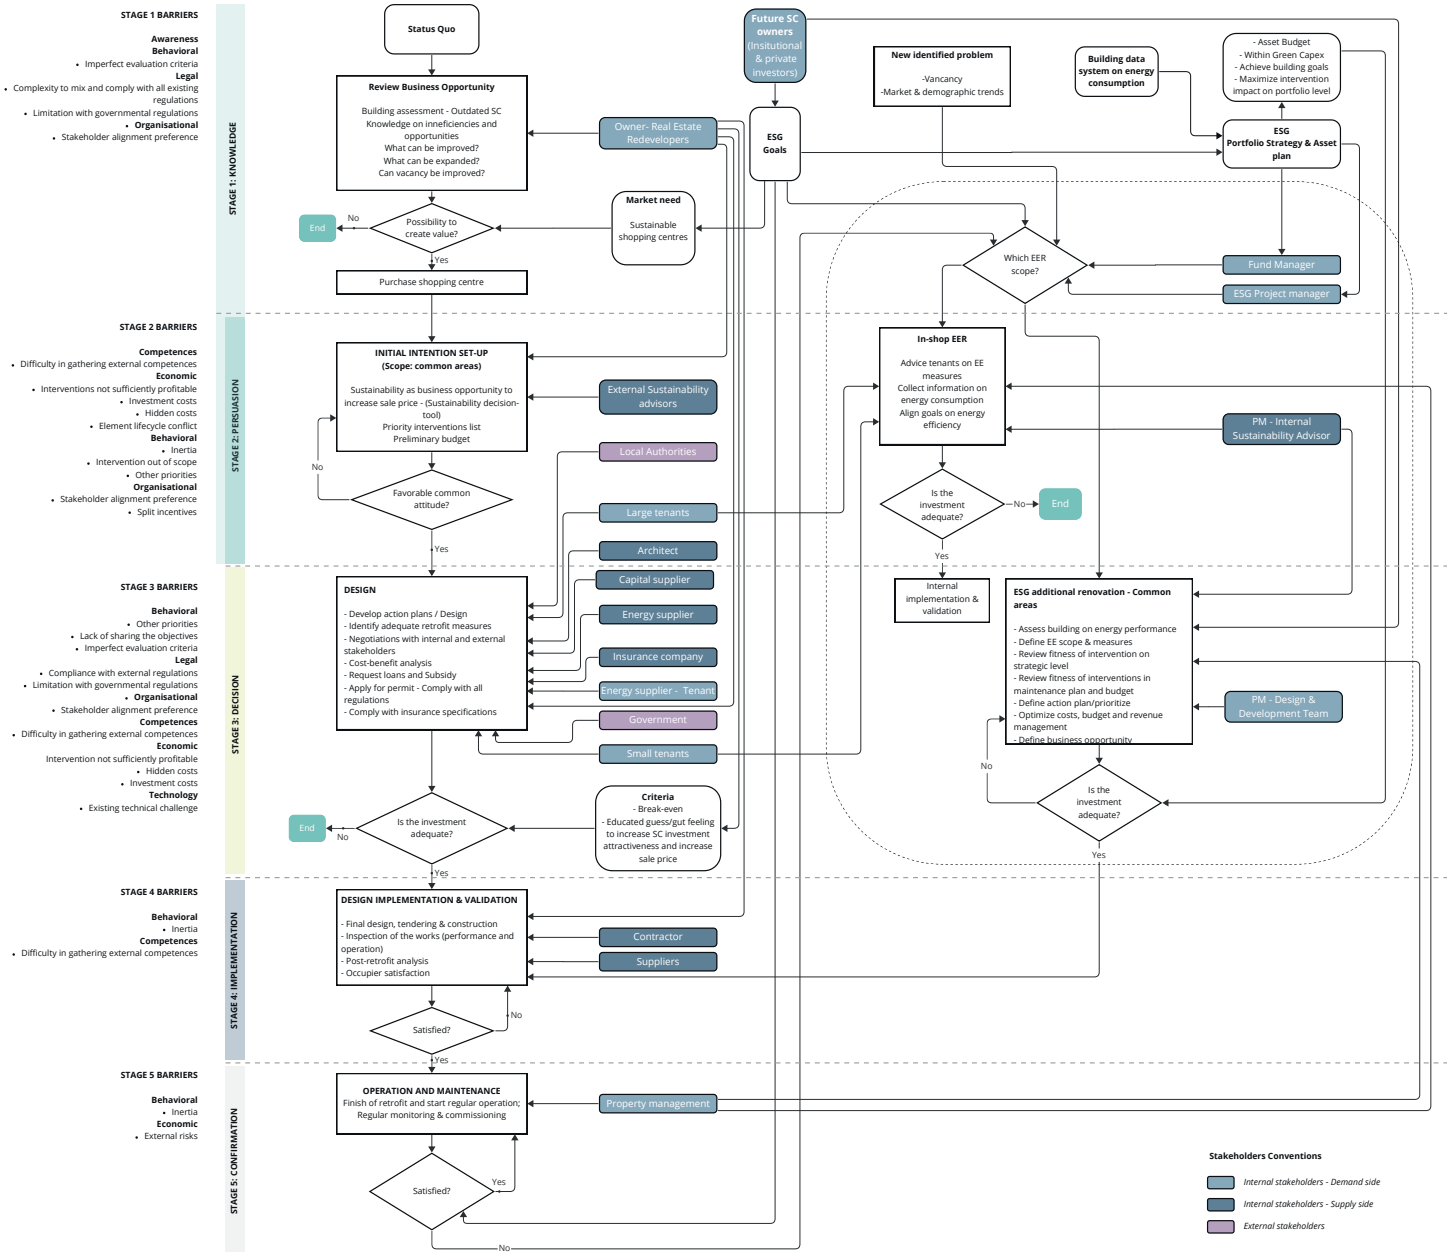 STAGE 1 BARRIERS
Awareness
Behavioral
• Imperfect evaluation criteria
Legal
• Complexity to mix and comply with all existing
regulations
• Limitation with governmental regulations
• Organisational
• Stakeholder alignment preference
STAGE 1: KNOWLEDGE
Status Quo
Review Business Opportunity
Building assessment - Outdated SC
Knowledge on inneficiencies and
opportunities
What can be improved?
What can be expanded?
Can vacancy be improved?
Owner- Real Estate
Redevelopers
Possibility to
create value?
No
End
Yes
Market need
Sustainable
shopping centres
Purchase shopping centre
Future SC
owners
(Insitutional
& private
investors)
ESG
Goals
New identified problem
-Vancancy
-Market & demographic trends
Building data
system on energy
consumption
- Asset Budget
- Within Green Capex
- Achieve building goals
- Maximize intervention
impact on portfolio level
ESG
Portfolio Strategy & Asset
plan
Which EER
scope?
Fund Manager
ESG Project manager
STAGE 2 BARRIERS
Competences
• Difficulty in gathering external competences
Economic
• Interventions not sufficiently profitable
• Investment costs
• Hidden costs
• Element lifecycle conflict
Behavioral
• Inertia
• Intervention out of scope
• Other priorities
Organisational
• Stakeholder alignment preference
• Split incentives
STAGE 2: PERSUASION
INITIAL INTENTION SET-UP
(Scope: common areas)
Sustainability as business opportunity to
increase sale price - (Sustainability decision-
tool)
Priority interventions list
Preliminary budget
No
Favorable common
attitude?
Yes
External Sustainability
advisors
Local Authorities
Large tenants
Architect
In-shop EER
Advice tenants on EE
measures
Collect information on
energy consumption
Align goals on energy
efficiency
PM - Internal
Sustainability Advisor
Is the
investment
adequate?
No
End
Yes
Internal
implementation &
validation
STAGE 3 BARRIERS
Behavioral
• Other priorities
• Lack of sharing the objectives
• Imperfect evaluation criteria
Legal
• Compliance with external regulations
• Limitation with governmental regulations
• Organisational
• Stakeholder alignment preference
Competences
• Difficulty in gathering external competences
Economic
Intervention not sufficiently profitable
• Hidden costs
• Investment costs
Technology
• Existing technical challenge
STAGE 3: DECISION
DESIGN
- Develop action plans / Design
- Identify adequate retrofit measures
- Negotiations with internal and external
stakeholders
- Cost-benefit analysis
- Request loans and Subsidy
- Apply for permit - Comply with all
regulations
- Comply with insurance specifications
Capital supplier
Energy supplier
Insurance company
Energy supplier - Tenant
Government
Small tenants
ESG additional renovation - Common
areas
- Assess building on energy performance
- Define EE scope & measures
- Review fitness of intervention on
strategic level
- Review fitness of interventions in
maintenance plan and budget
- Define action plan/prioritize
- Optimize costs, budget and revenue
management
- Define business opportunity
PM - Design &
Development Team
No
Is the
investment
adequate?
Yes
Is the investment
adequate?
No
End
Yes
Criteria
- Break-even
- Educated guess/gut feeling
to increase SC investment
attractiveness and increase
sale price
STAGE 4 BARRIERS
Behavioral
• Inertia
Competences
• Difficulty in gathering external competences
STAGE 4: IMPLEMENTATION
DESIGN IMPLEMENTATION & VALIDATION
- Final design, tendering & construction
- Inspection of the works (performance and
operation)
- Post-retrofit analysis
- Occupier satisfaction
Contractor
Suppliers
Satisfied?
No
Yes
STAGE 5 BARRIERS
Behavioral
• Inertia
Economic
• External risks
STAGE 5: CONFIRMATION
OPERATION AND MAINTENANCE
Finish of retrofit and start regular operation;
Regular monitoring & commissioning
Property management
Satisfied?
Yes
No
Stakeholders Conventions
Internal stakeholders - Demand side
Internal stakeholders - Supply side
External stakeholders